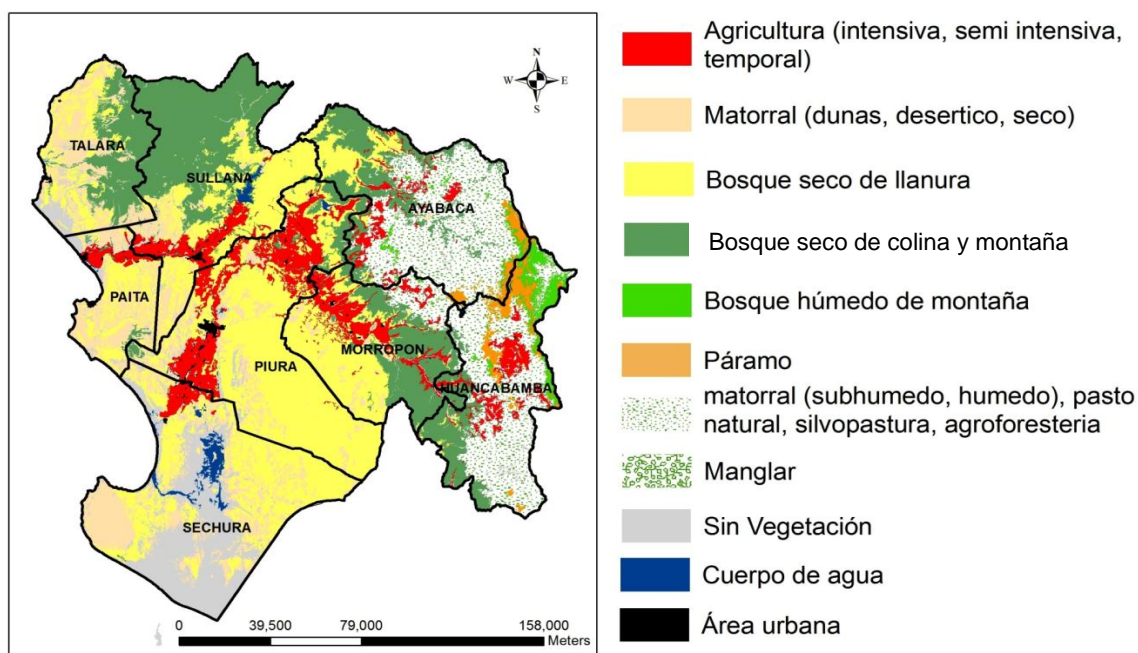 N
W E
S
TALARA
SULLANA
AYABACA
PAITA
PIURA
MORROPON
HUANCABAMBA
SECHURA
0 39,500 79,000 158,000
Meters
Agricultura (intensiva, semi intensiva,
temporal)
Matorral (dunas, desertico, seco)
Bosque seco de llanura
Bosque seco de colina y montaña
Bosque húmedo de montaña
Páramo
matorral (subhumedo, humedo), pasto
natural, silvopastura, agroforesteria
Manglar
Sin Vegetación
Cuerpo de agua
Área urbana